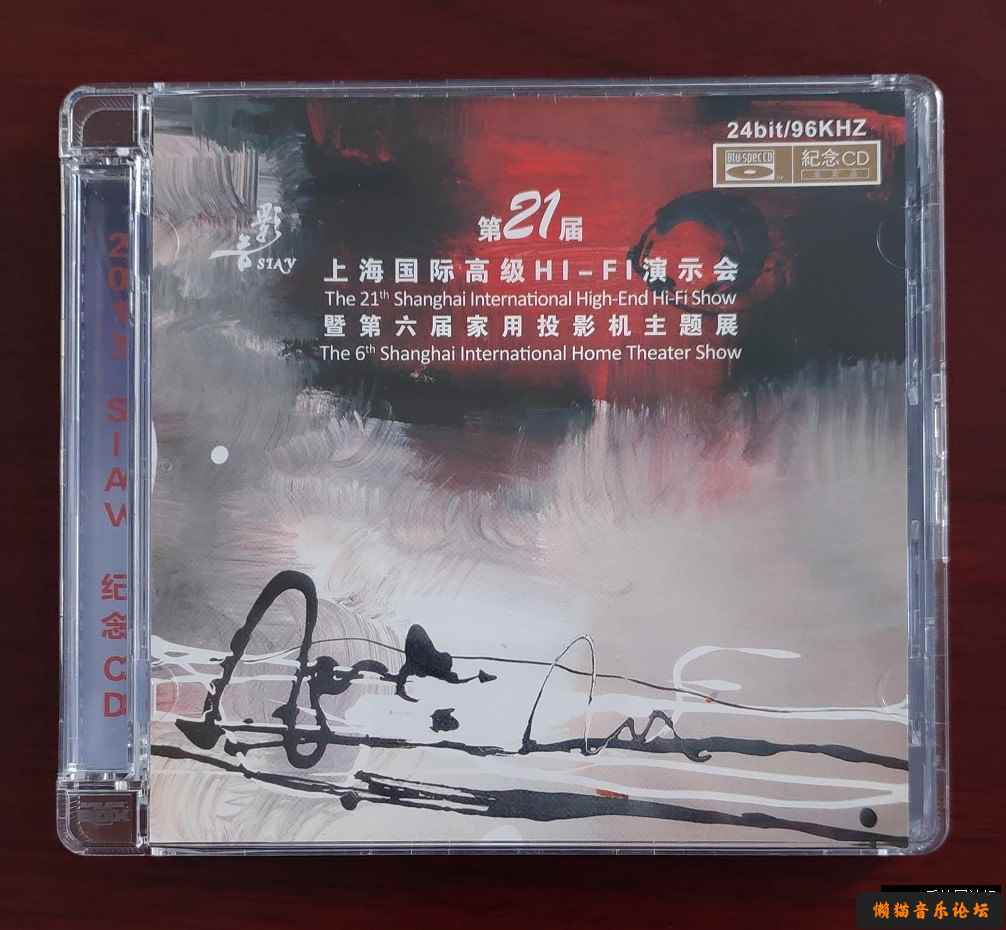 24bit/96KHZ
Blu-spec CD
紀念CD
影音
SIAV
第21届
上海国际高级HI-FI演示会
The 21th Shanghai International High-End Hi-Fi Show
暨第六届家用投影机主题展
The 6th Shanghai International Home Theater Show
SIAV 纪念CD
懒猫音乐论坛